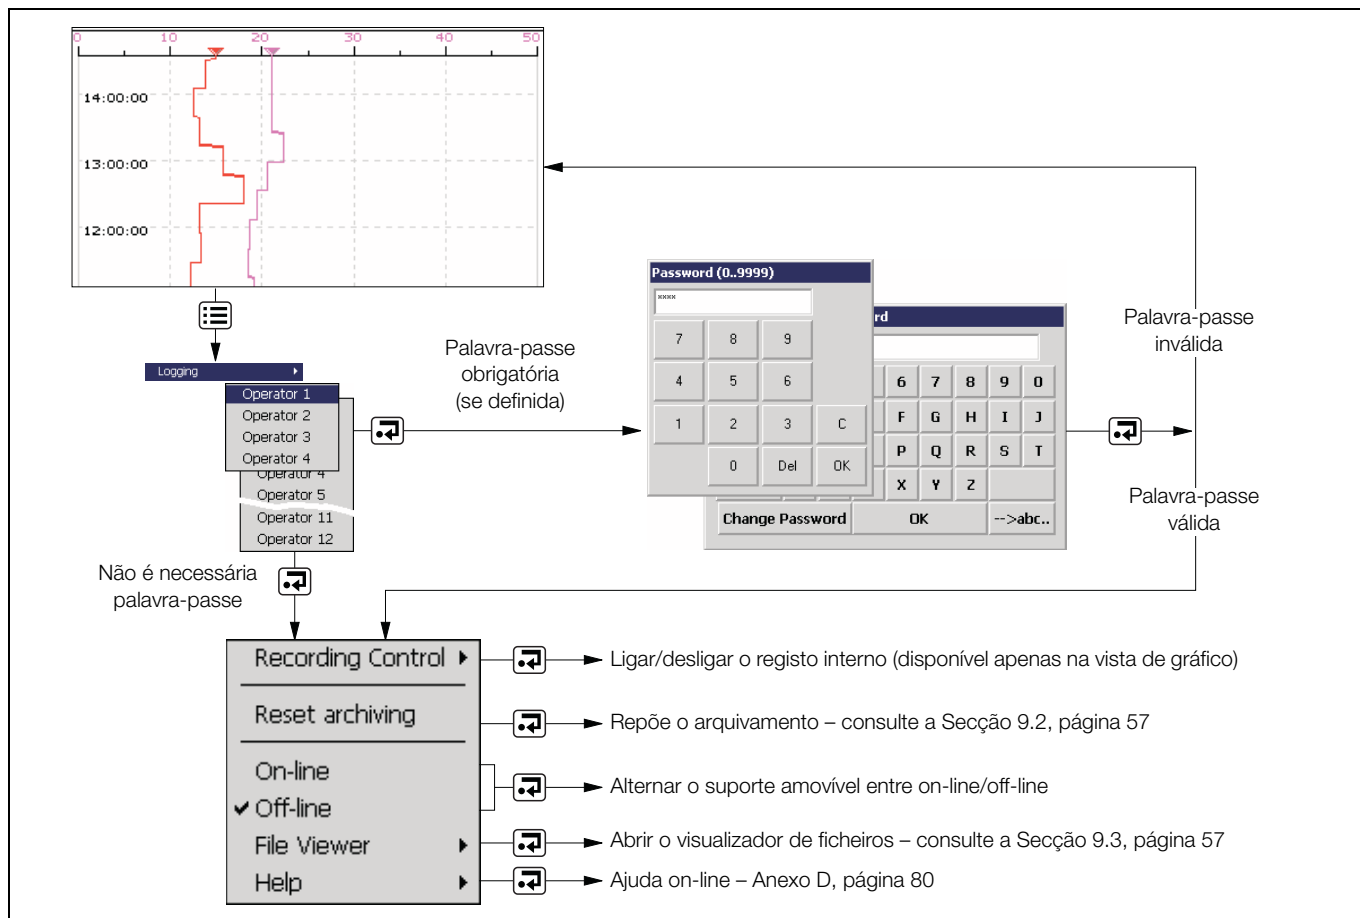 0 10 20 30 40 50
14:00:00
13:00:00
12:00:00
Logging
Operator 1
Operator 2
Operator 3
Operator 4
Operator 4
Operator 5
Operator 11
Operator 12
Palavra-passe
obrigatória
(se definida)
Password (0..9999)
****
7 8 9
4 5 6
1 2 3 C
0 Del OK
rd
6 7 8 9 0
F G H I J
P Q R S T
X Y Z
Change Password OK -->abc..
Palavra-passe
inválida
Palavra-passe
válida
Não é necessária
palavra-passe
Recording Control
Ligar/desligar o registo interno (disponível apenas na vista de gráfico)
Reset archiving
Repõe o arquivamento – consulte a Secção 9.2, página 57
On-line
Alternar o suporte amovível entre on-line/off-line
✔ Off-line
File Viewer
Abrir o visualizador de ficheiros – consulte a Secção 9.3, página 57
Help
Ajuda on-line – Anexo D, página 80